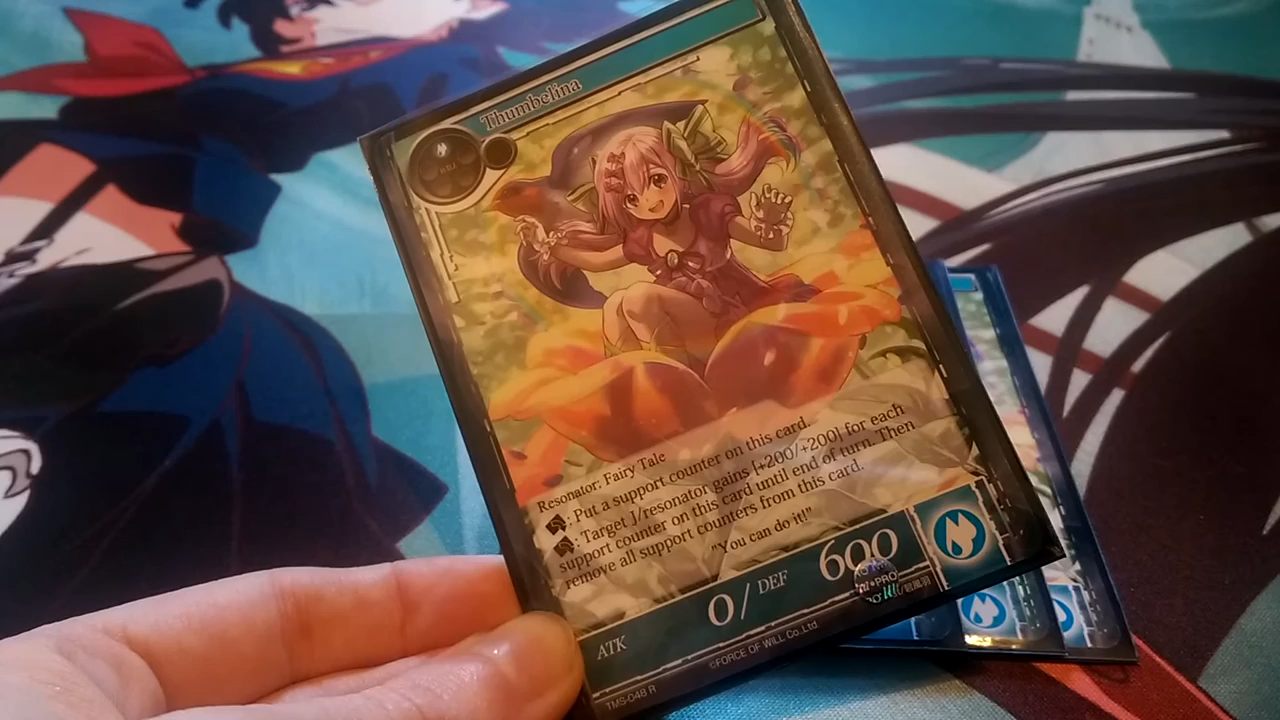 Thumbelina
WILL
Resonator: Fairy Tale
: Put a support counter on this card.
: Target J/resonator gains [+200/+200] for each
support counter on this card until end of turn. Then
remove all support counters from this card.
"You can do it!"
ATK 0 / DEF 600
PRO
©FORCE OF WILL Co.,Ltd.
TMS-048 R